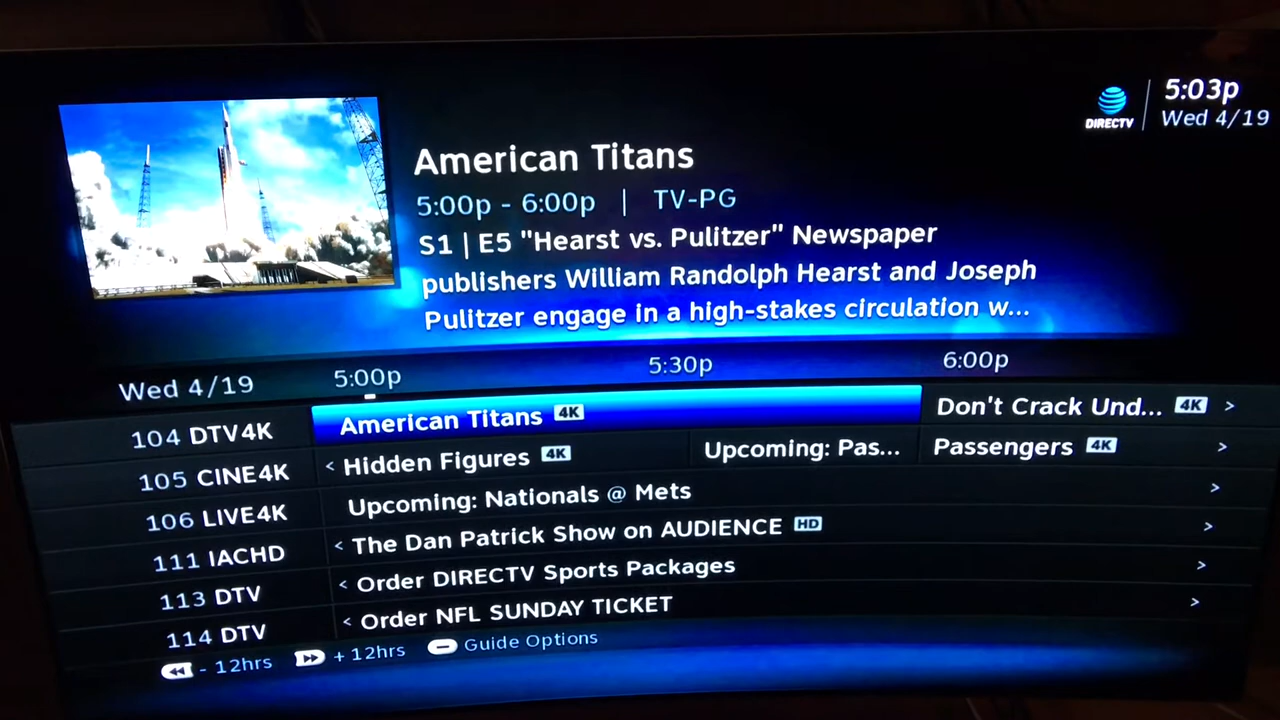 DIRECTV
5:03p
Wed 4/19
American Titans
5:00p - 6:00p | TV-PG
S1 | E5 "Hearst vs. Pulitzer" Newspaper
publishers William Randolph Hearst and Joseph
Pulitzer engage in a high-stakes circulation w...
Wed 4/19 5:00p 5:30p 6:00p
104 DTV4K American Titans 4K Don't Crack Und... 4K >
105 CINE4K < Hidden Figures 4K Upcoming: Pas... Passengers 4K >
106 LIVE4K Upcoming: Nationals @ Mets >
111 IACHD < The Dan Patrick Show on AUDIENCE HD >
113 DTV < Order DIRECTV Sports Packages >
114 DTV < Order NFL SUNDAY TICKET >
- 12hrs + 12hrs Guide Options